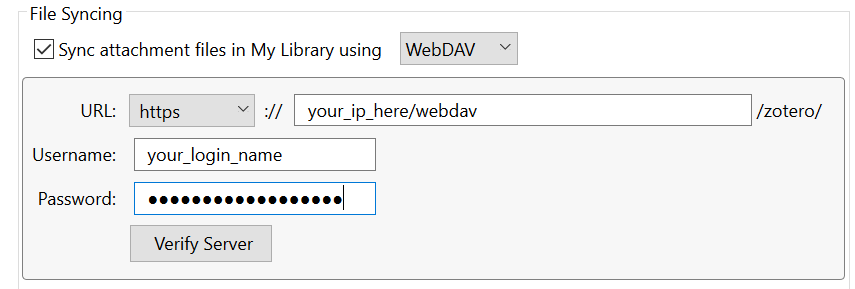 File Syncing
Sync attachment files in My Library using WebDAV
URL: https :// your_ip_here/webdav /zotero/
Username: your_login_name
Password: ●●●●●●●●●●●●●●●●●●
Verify Server